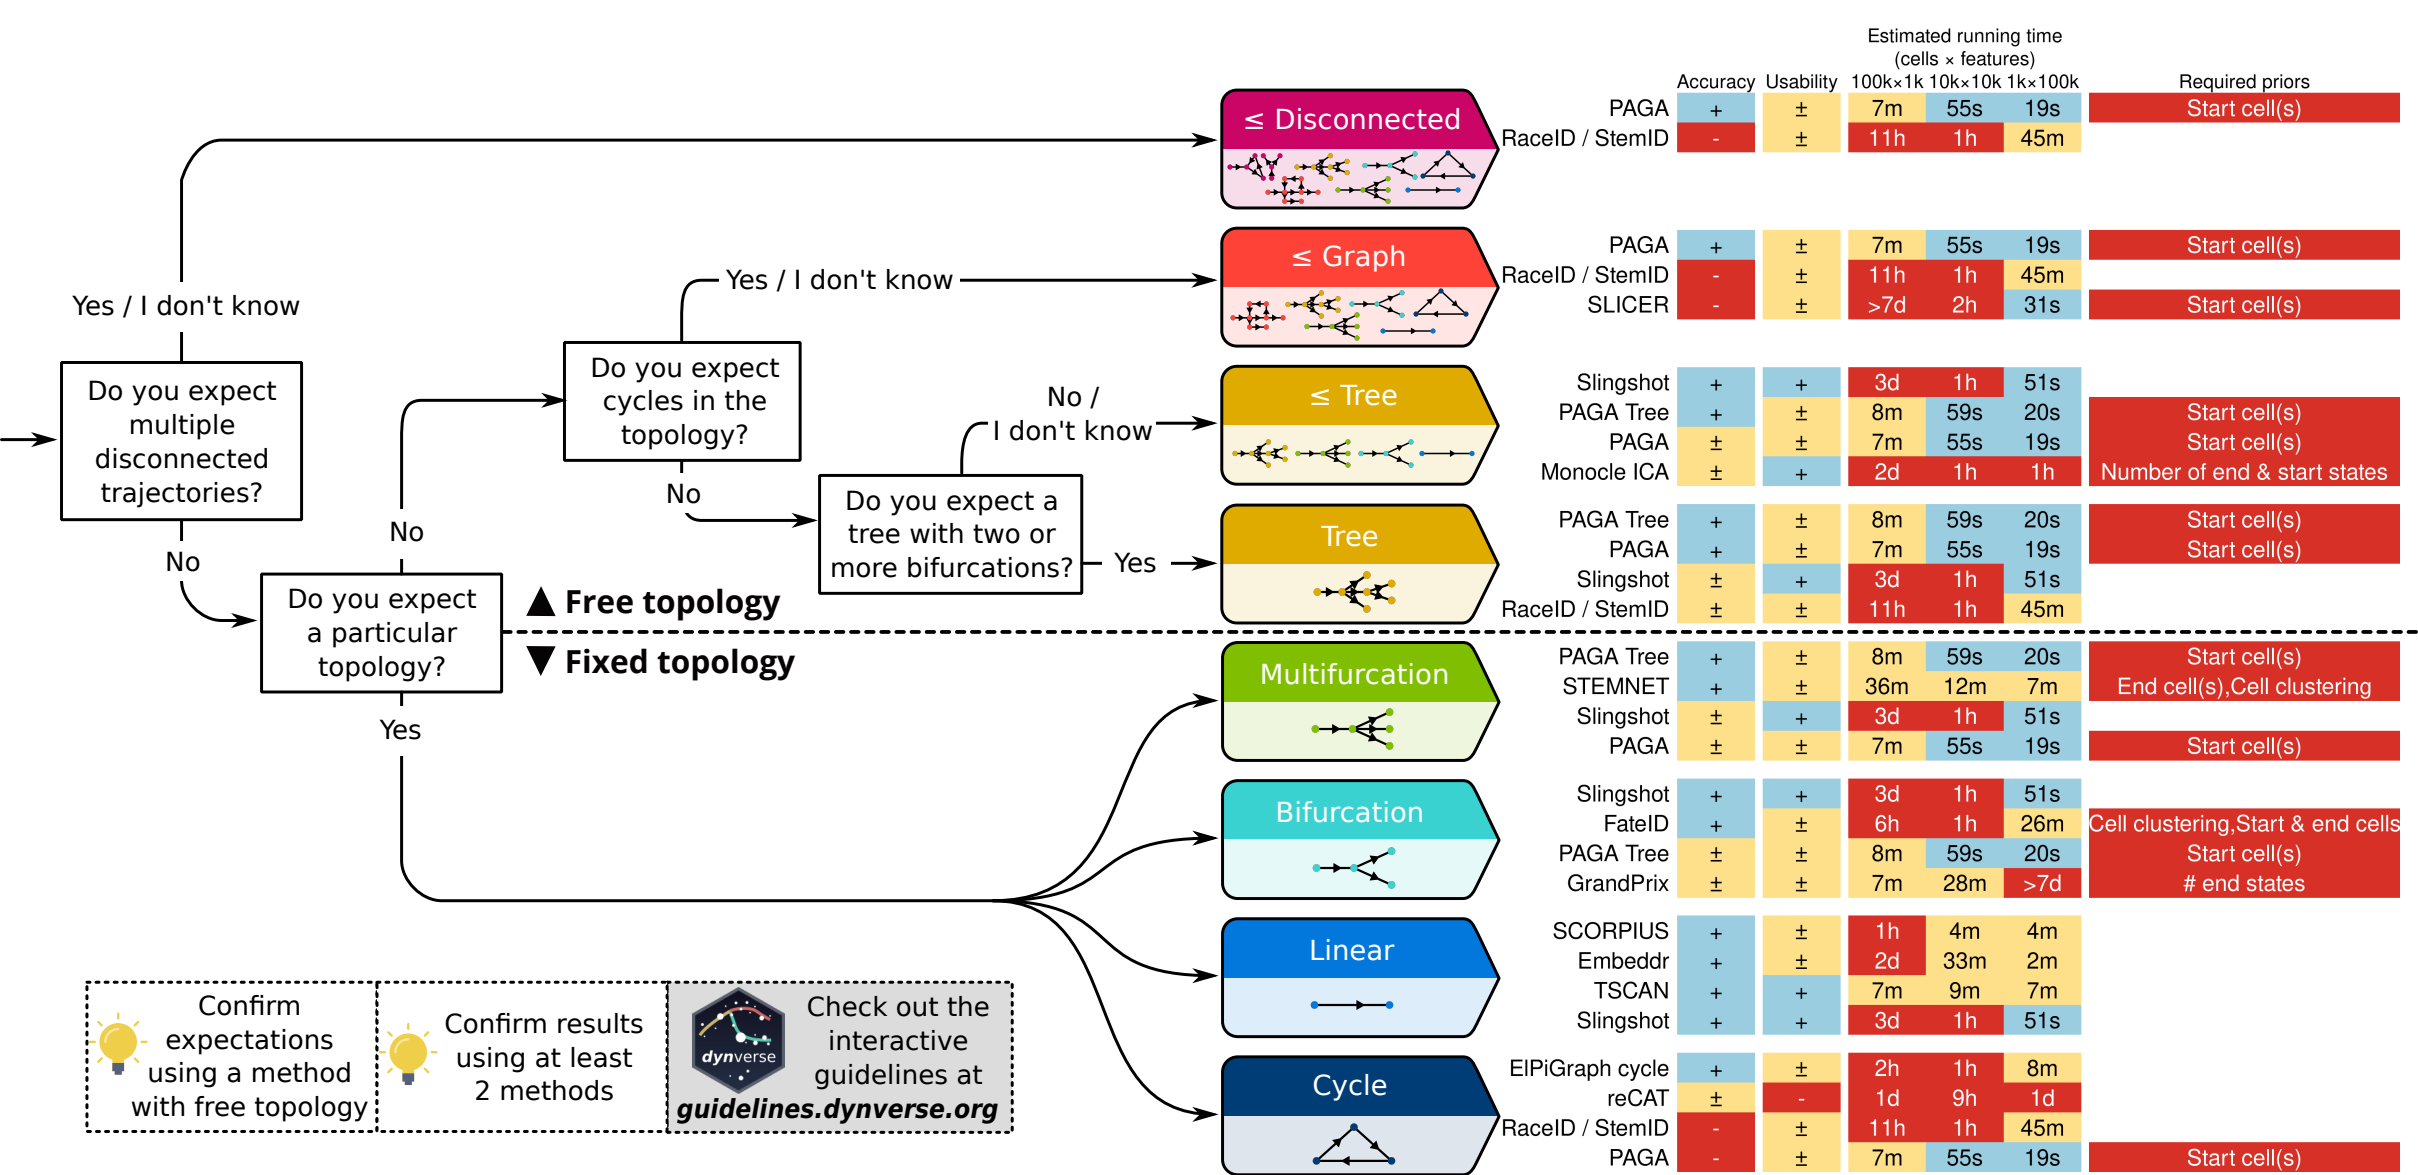 Estimated running time
(cells × features)
Accuracy Usability 100k×1k 10k×10k 1k×100k Required priors
≤ Disconnected
PAGA + ± 7m 55s 19s Start cell(s)
RaceID / StemID - ± 11h 1h 45m
≤ Graph
PAGA + ± 7m 55s 19s Start cell(s)
RaceID / StemID - ± 11h 1h 45m
SLICER - ± >7d 2h 31s Start cell(s)
≤ Tree
Slingshot + + 3d 1h 51s
PAGA Tree + ± 8m 59s 20s Start cell(s)
PAGA ± ± 7m 55s 19s Start cell(s)
Monocle ICA ± + 2d 1h 1h Number of end & start states
Tree
PAGA Tree + ± 8m 59s 20s Start cell(s)
PAGA + ± 7m 55s 19s Start cell(s)
Slingshot ± + 3d 1h 51s
RaceID / StemID ± ± 11h 1h 45m
Multifurcation
PAGA Tree + ± 8m 59s 20s Start cell(s)
STEMNET + ± 36m 12m 7m End cell(s),Cell clustering
Slingshot ± + 3d 1h 51s
PAGA ± ± 7m 55s 19s Start cell(s)
Bifurcation
Slingshot + + 3d 1h 51s
FateID + ± 6h 1h 26m Cell clustering,Start & end cells
PAGA Tree ± ± 8m 59s 20s Start cell(s)
GrandPrix ± ± 7m 28m >7d # end states
Linear
SCORPIUS + ± 1h 4m 4m
Embeddr + ± 2d 33m 2m
TSCAN + + 7m 9m 7m
Slingshot + + 3d 1h 51s
Cycle
ElPiGraph cycle + ± 2h 1h 8m
reCAT ± - 1d 9h 1d
RaceID / StemID - ± 11h 1h 45m
PAGA - ± 7m 55s 19s Start cell(s)
Yes / I don't know
Do you expect
multiple
disconnected
trajectories?
No
Do you expect
a particular
topology?
No
Yes
Do you expect
cycles in the
topology?
Yes / I don't know
No
Do you expect a
tree with two or
more bifurcations?
No /
I don't know
Yes
▲ Free topology
▼ Fixed topology
Confirm
expectations
using a method
with free topology
Confirm results
using at least
2 methods
dynverse
Check out the
interactive
guidelines at
guidelines.dynverse.org